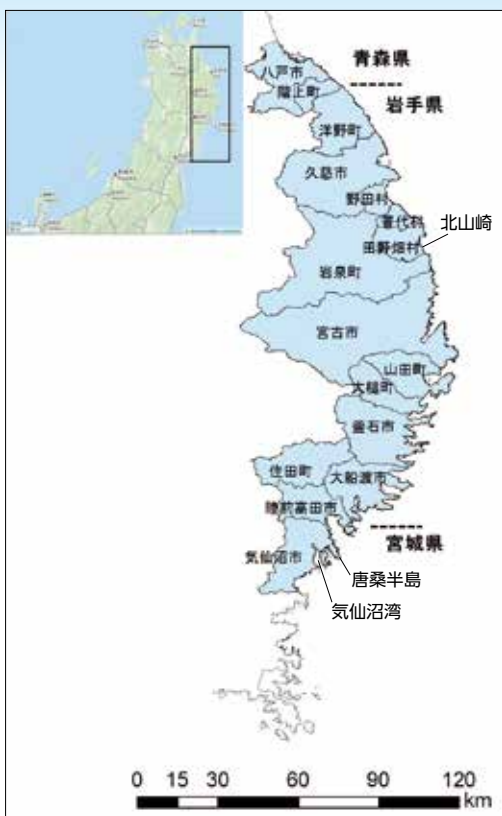 青森県
八戸市
階上町
岩手県
洋野町
久慈市
野田村
普代村
北山崎
田野畑村
岩泉町
宮古市
山田町
大槌町
釜石市
住田町
大船渡市
陸前高田市
宮城県
気仙沼市
唐桑半島
気仙沼湾
0 15 30 60 90 120
km